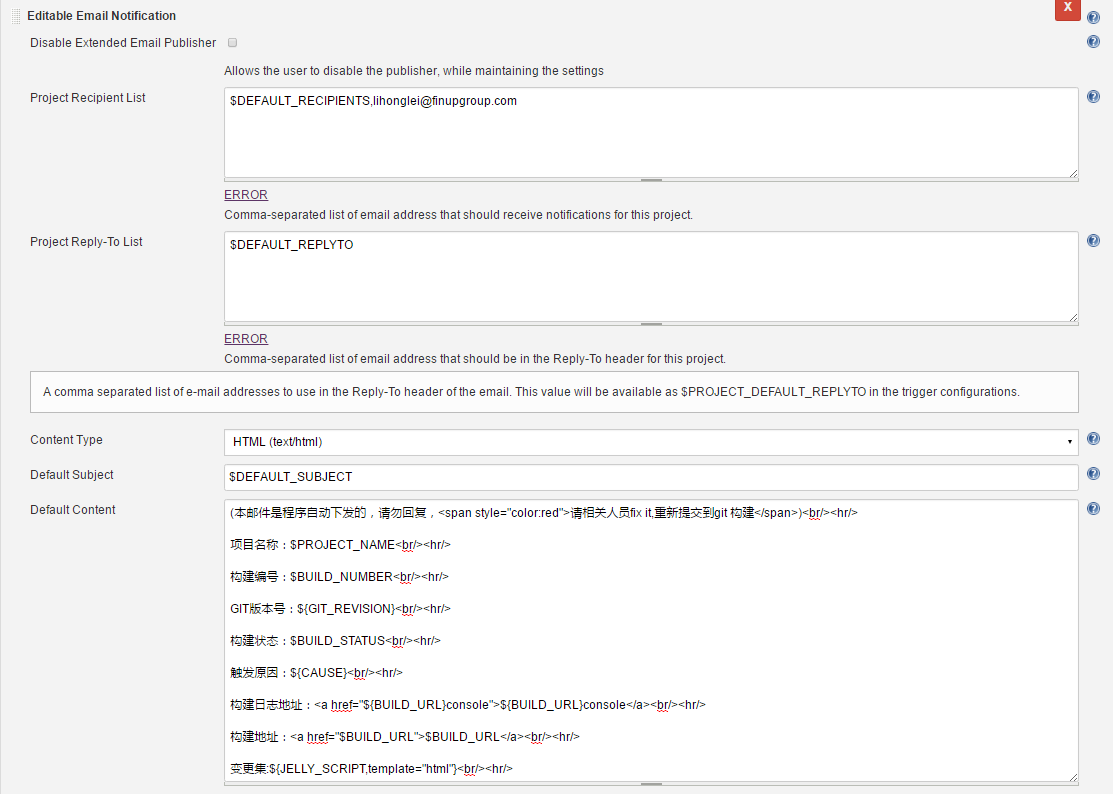 Editable Email Notification
X
Disable Extended Email Publisher
Allows the user to disable the publisher, while maintaining the settings
Project Recipient List
$DEFAULT_RECIPIENTS,lihonglei@finupgroup.com
ERROR
Comma-separated list of email address that should receive notifications for this project.
Project Reply-To List
$DEFAULT_REPLYTO
ERROR
Comma-separated list of email address that should be in the Reply-To header for this project.
A comma separated list of e-mail addresses to use in the Reply-To header of the email. This value will be available as $PROJECT_DEFAULT_REPLYTO in the trigger configurations.
Content Type
HTML (text/html)
Default Subject
$DEFAULT_SUBJECT
Default Content
(本邮件是程序自动下发的，请勿回复，<span style="color:red">请相关人员fix it,重新提交到git 构建</span>)<br/><hr/>
项目名称：$PROJECT_NAME<br/><hr/>
构建编号：$BUILD_NUMBER<br/><hr/>
GIT版本号：${GIT_REVISION}<br/><hr/>
构建状态：$BUILD_STATUS<br/><hr/>
触发原因：${CAUSE}<br/><hr/>
构建日志地址：<a href="${BUILD_URL}console">${BUILD_URL}console</a><br/><hr/>
构建地址：<a href="$BUILD_URL">$BUILD_URL</a><br/><hr/>
变更集:${JELLY_SCRIPT,template="html"}<br/><hr/>